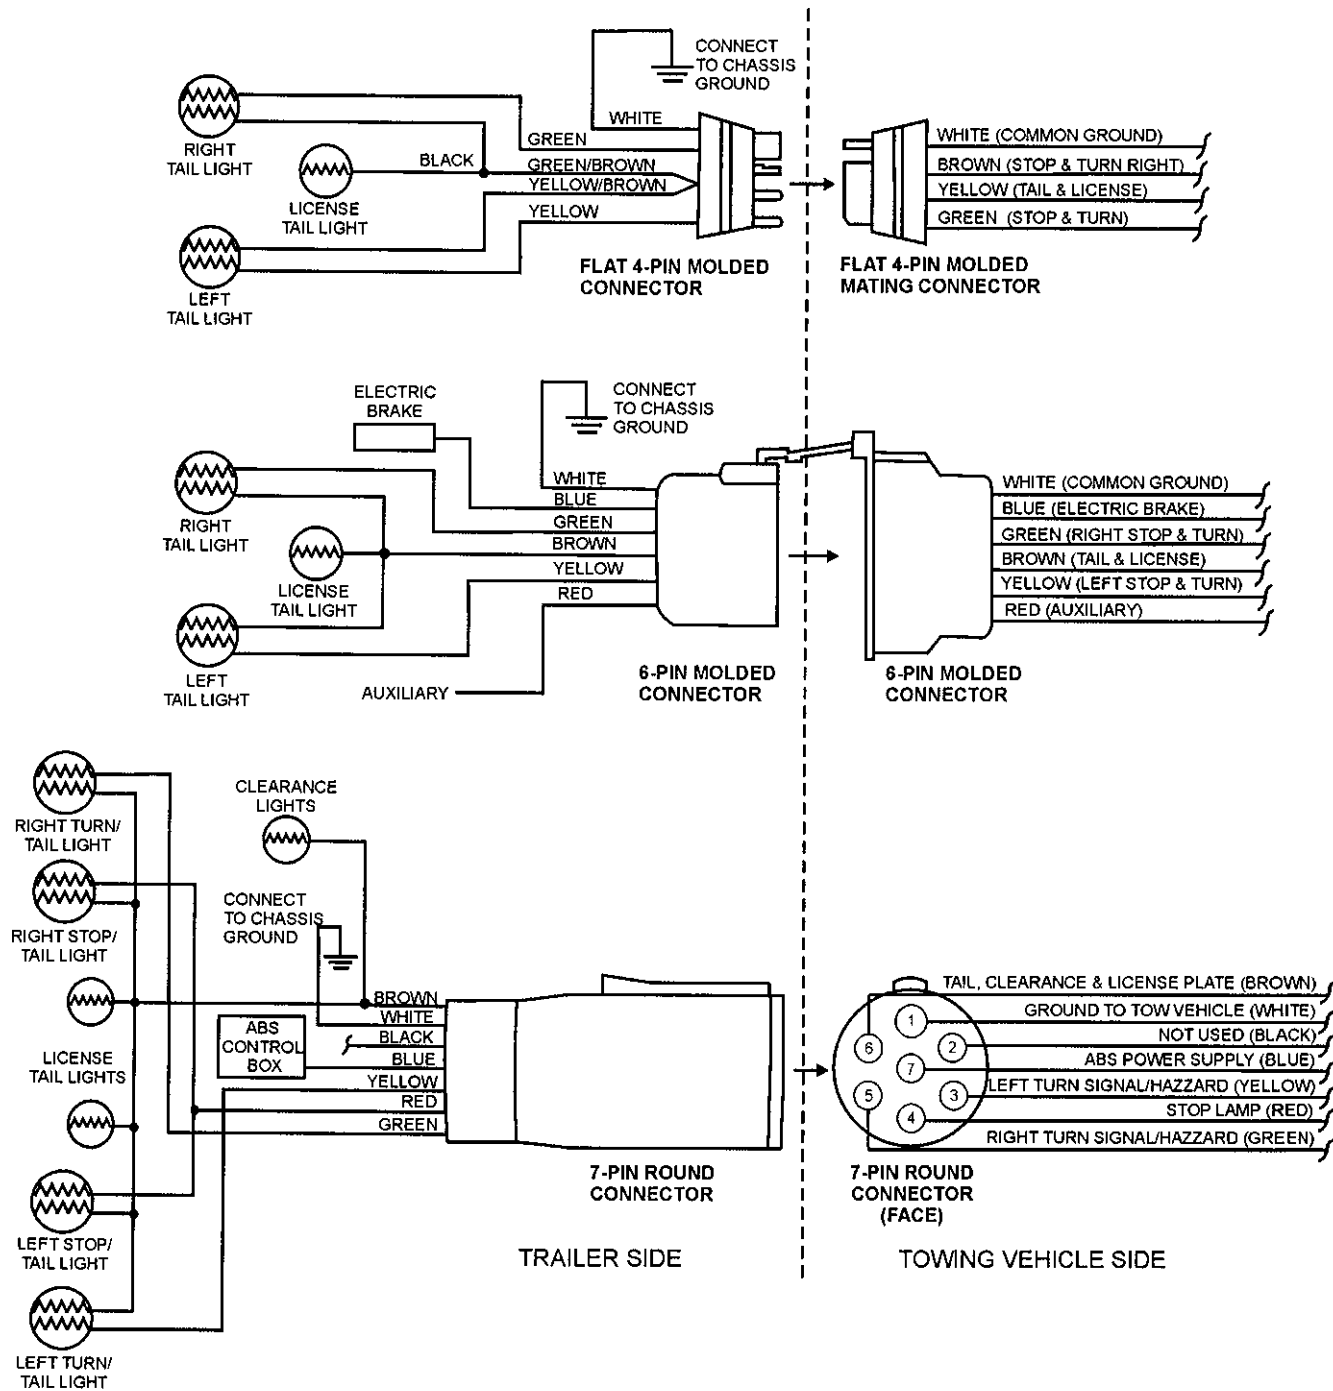 CONNECT
TO CHASSIS
GROUND
WHITE
GREEN
BLACK
GREEN/BROWN
YELLOW/BROWN
YELLOW
RIGHT
TAIL LIGHT
LICENSE
TAIL LIGHT
LEFT
TAIL LIGHT
FLAT 4-PIN MOLDED
CONNECTOR
WHITE (COMMON GROUND)
BROWN (STOP & TURN RIGHT)
YELLOW (TAIL & LICENSE)
GREEN (STOP & TURN)
FLAT 4-PIN MOLDED
MATING CONNECTOR
ELECTRIC
BRAKE
CONNECT
TO CHASSIS
GROUND
WHITE
BLUE
GREEN
BROWN
YELLOW
RED
RIGHT
TAIL LIGHT
LICENSE
TAIL LIGHT
LEFT
TAIL LIGHT
AUXILIARY
6-PIN MOLDED
CONNECTOR
WHITE (COMMON GROUND)
BLUE (ELECTRIC BRAKE)
GREEN (RIGHT STOP & TURN)
BROWN (TAIL & LICENSE)
YELLOW (LEFT STOP & TURN)
RED (AUXILIARY)
6-PIN MOLDED
CONNECTOR
RIGHT TURN/
TAIL LIGHT
RIGHT STOP/
TAIL LIGHT
LICENSE
TAIL LIGHTS
LEFT STOP/
TAIL LIGHT
LEFT TURN/
TAIL LIGHT
CLEARANCE
LIGHTS
CONNECT
TO CHASSIS
GROUND
ABS
CONTROL
BOX
BROWN
WHITE
BLACK
BLUE
YELLOW
RED
GREEN
7-PIN ROUND
CONNECTOR
1
2
3
4
5
6
7
TAIL, CLEARANCE & LICENSE PLATE (BROWN)
GROUND TO TOW VEHICLE (WHITE)
NOT USED (BLACK)
ABS POWER SUPPLY (BLUE)
LEFT TURN SIGNAL/HAZZARD (YELLOW)
STOP LAMP (RED)
RIGHT TURN SIGNAL/HAZZARD (GREEN)
7-PIN ROUND
CONNECTOR
(FACE)
TRAILER SIDE
TOWING VEHICLE SIDE